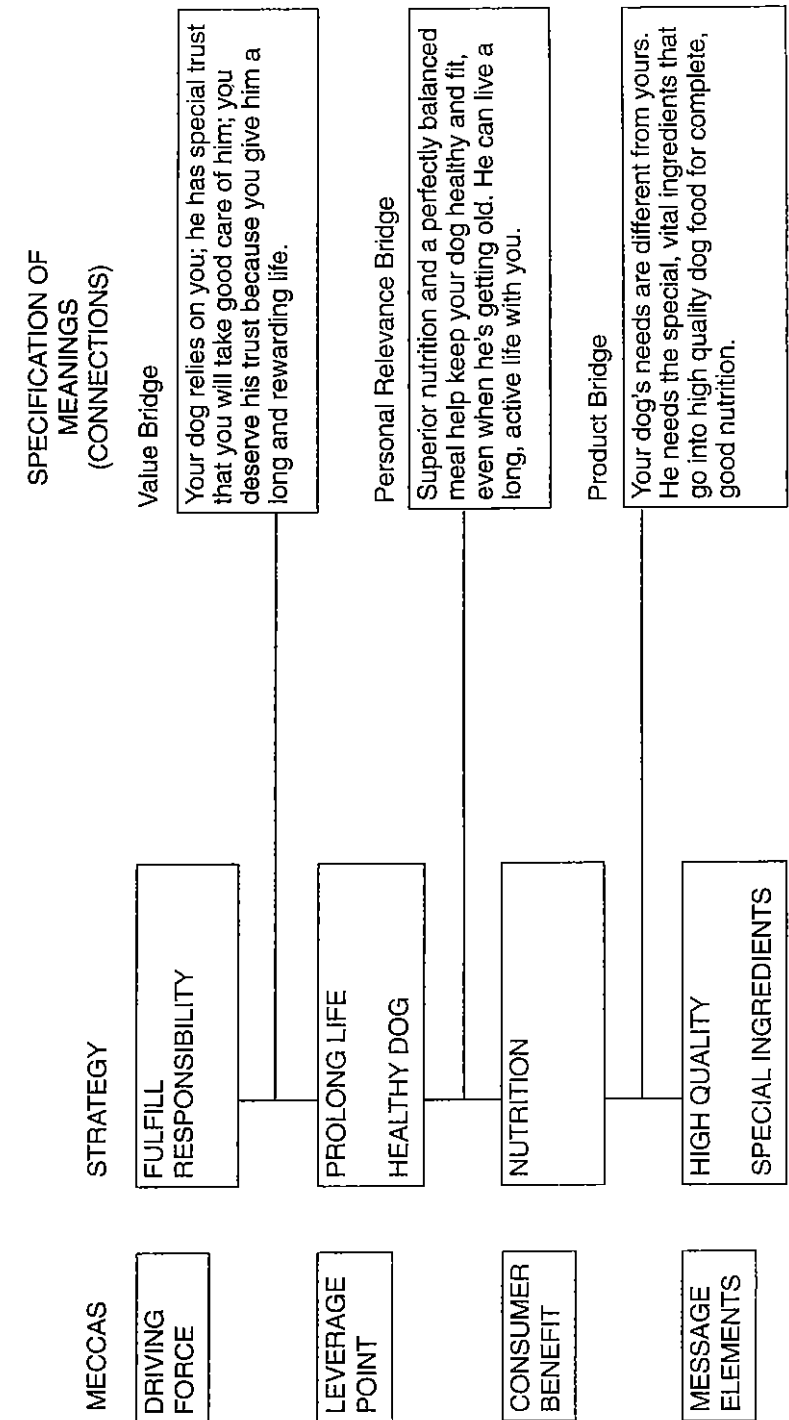 MECCAS
STRATEGY
SPECIFICATION OF
MEANINGS
(CONNECTIONS)
DRIVING
FORCE
FULFILL
RESPONSIBILITY
Value Bridge
Your dog relies on you; he has special trust
that you will take good care of him; you
deserve his trust because you give him a
long and rewarding life.
LEVERAGE
POINT
PROLONG LIFE
HEALTHY DOG
Personal Relevance Bridge
Superior nutrition and a perfectly balanced
meal help keep your dog healthy and fit,
even when he's getting old. He can live a
long, active life with you.
CONSUMER
BENEFIT
NUTRITION
Product Bridge
Your dog's needs are different from yours.
He needs the special, vital ingredients that
go into high quality dog food for complete,
good nutrition.
MESSAGE
ELEMENTS
HIGH QUALITY
SPECIAL INGREDIENTS